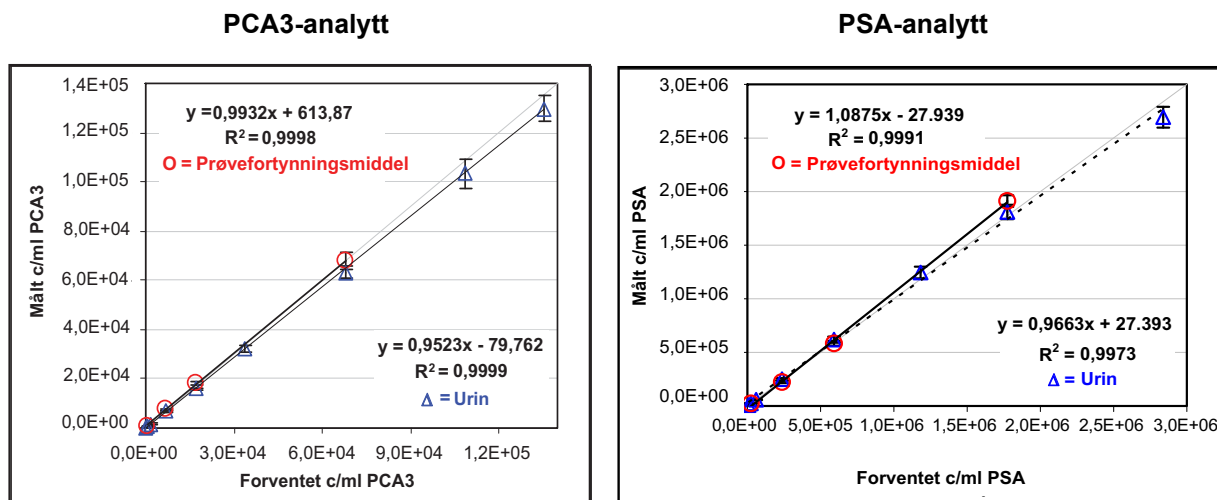 PCA3-analytt
PSA-analytt
Målt c/ml PCA3
1,4E+05
1,2E+05
1,0E+05
8,0E+04
6,0E+04
4,0E+04
2,0E+04
0,0E+00
y =0,9932x + 613,87
R² = 0,9998
O = Prøvefortynningsmiddel
y = 0,9523x - 79,762
R² = 0,9999
Δ = Urin
0,0E+00 3,0E+04 6,0E+04 9,0E+04 1,2E+05
Forventet c/ml PCA3
Målt c/ml PSA
3,0E+06
2,5E+06
2,0E+06
1,5E+06
1,0E+06
5,0E+05
0,0E+00
y = 1,0875x - 27.939
R² = 0,9991
O = Prøvefortynningsmiddel
y = 0,9663x + 27.393
R² = 0,9973
Δ = Urin
0,0E+00 5,0E+05 1,0E+06 1,5E+06 2,0E+06 2,5E+06 3,0E+06
Forventet c/ml PSA